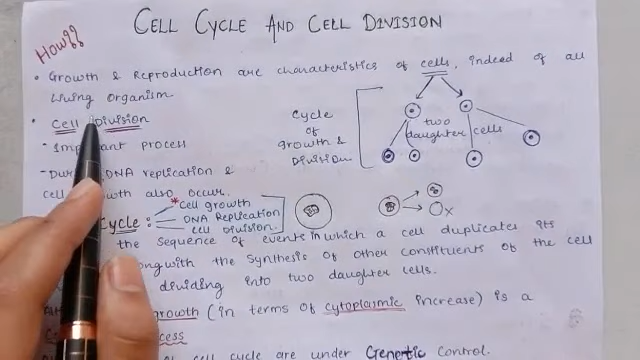 CELL CYCLE AND CELL DIVISION
How??
• Growth & Reproduction are characteristics of cells, indeed of all
living organism
• Cell Division
- Important process
- During DNA replication &
cell growth also occur.
Cycle of growth & Division
two daughter cells
Cycle :
* Cell growth
DNA Replication
Cell Division
x
the sequence of events in which a cell duplicates its
along with the synthesis of other constituents of the cell
dividing into two daughter cells.
growth (in terms of cytoplasmic increase) is a
cell cycle are under Genetic control.